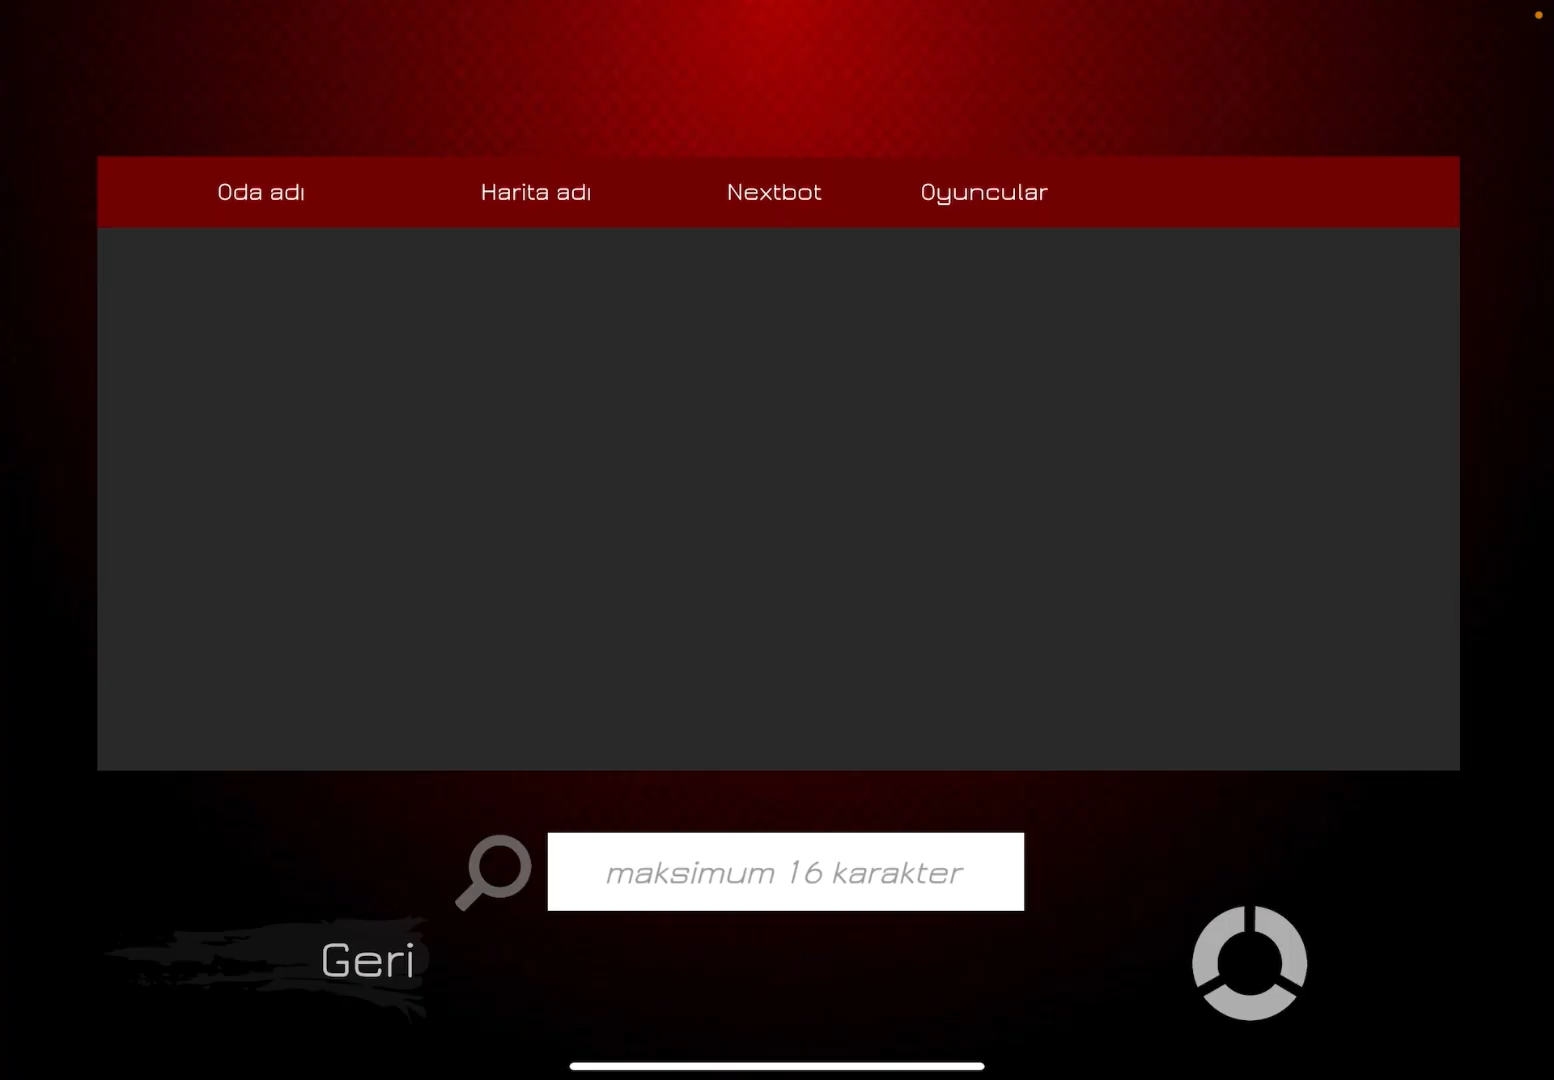 Oda adı Harita adı Nextbot Oyuncular
maksimum 16 karakter
Geri